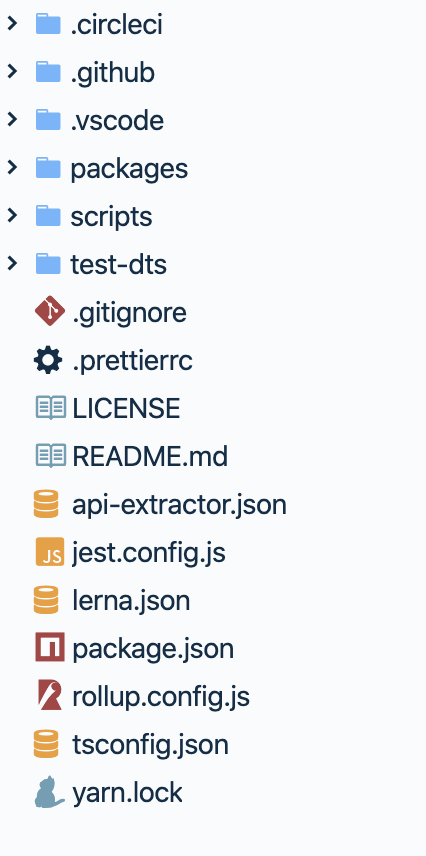 .circleci
.github
.vscode
packages
scripts
test-dts
.gitignore
.prettierrc
LICENSE
README.md
api-extractor.json
JS jest.config.js
lerna.json
package.json
rollup.config.js
tsconfig.json
yarn.lock